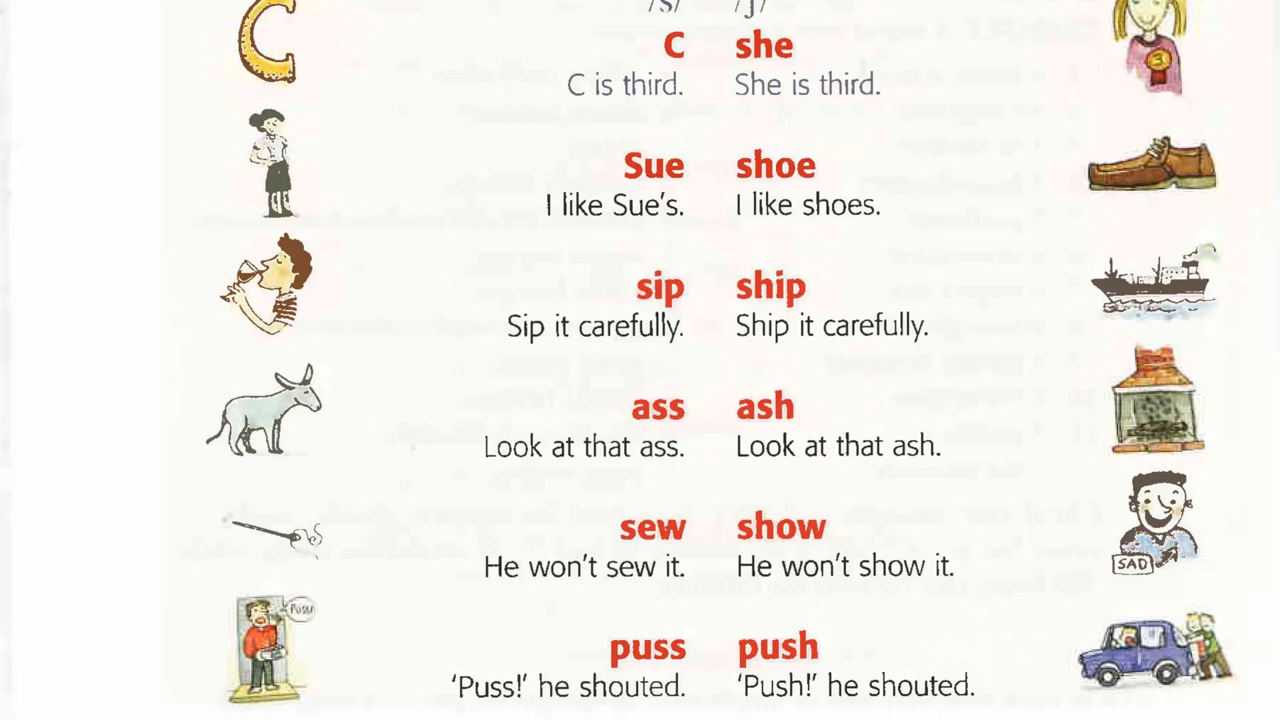 /s/ /ʃ/
C she
C is third. She is third.
Sue shoe
I like Sue's. I like shoes.
sip ship
Sip it carefully. Ship it carefully.
ass ash
Look at that ass. Look at that ash.
sew show
He won't sew it. He won't show it.
SAD
PUSS!
puss push
'Puss!' he shouted. 'Push!' he shouted.